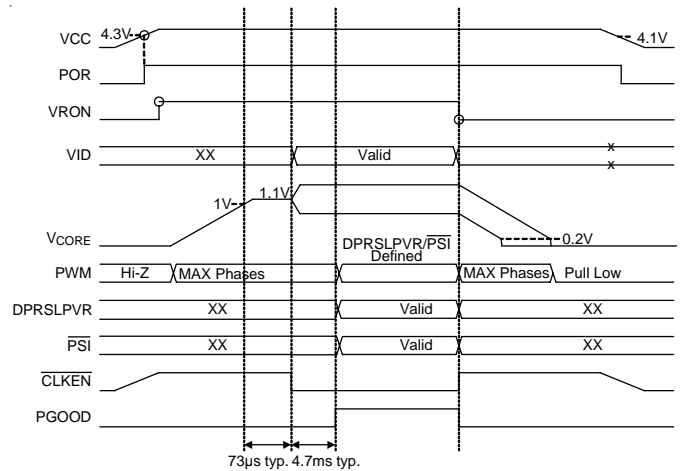 VCC 4.3V 4.1V
POR
VRON
VID XX Valid x
x
1V 1.1V
VCORE 0.2V
DPRSLPVR/PSI
Defined
PWM Hi-Z MAX Phases MAX Phases Pull Low
DPRSLPVR XX Valid XX
PSI XX Valid XX
CLKEN
PGOOD
73µs typ. 4.7ms typ.